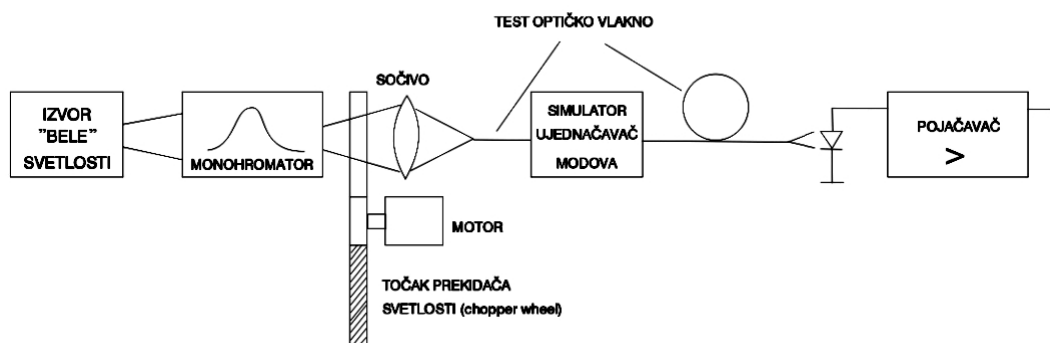 TEST OPTIČKO VLAKNO
SOČIVO
IZVOR
"BELE"
SVETLOSTI
MONOHROMATOR
SIMULATOR
UJEDNAČAVAČ
MODOVA
POJAČAVAČ
>
MOTOR
TOČAK PREKIDAČA
SVETLOSTI (chopper wheel)